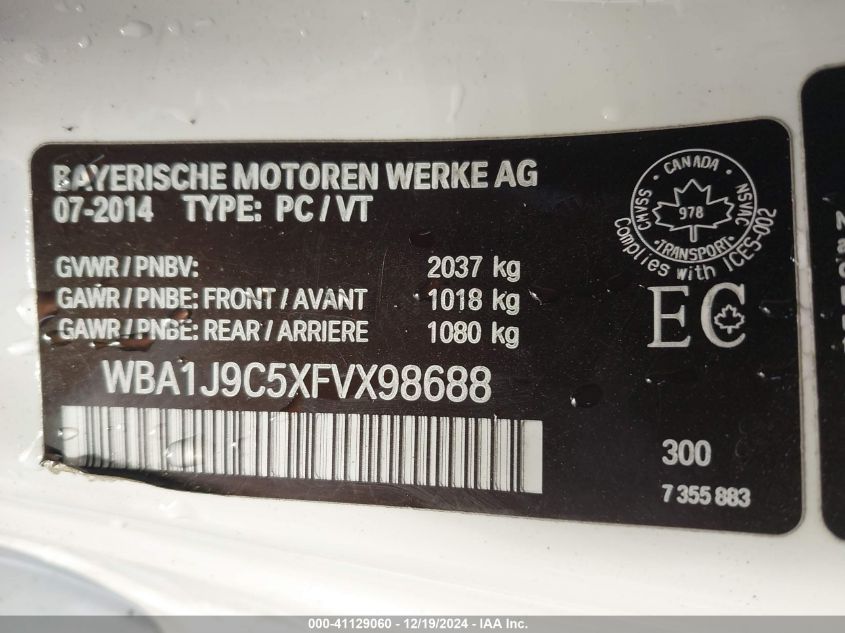 BAYERISCHE MOTOREN WERKE AG
07-2014 TYPE: PC / VT
GVWR / PNBV: 2037 kg
GAWR / PNBE: FRONT / AVANT 1018 kg
GAWR / PNBE: REAR / ARRIERE 1080 kg
WBA1J9C5XFVX98688
CANADA
CMVSS
NSVAC
978
TRANSPORT
Complies with ICES-002
EC
300
7 355 883
000-41129060 - 12/19/2024 - IAA Inc.